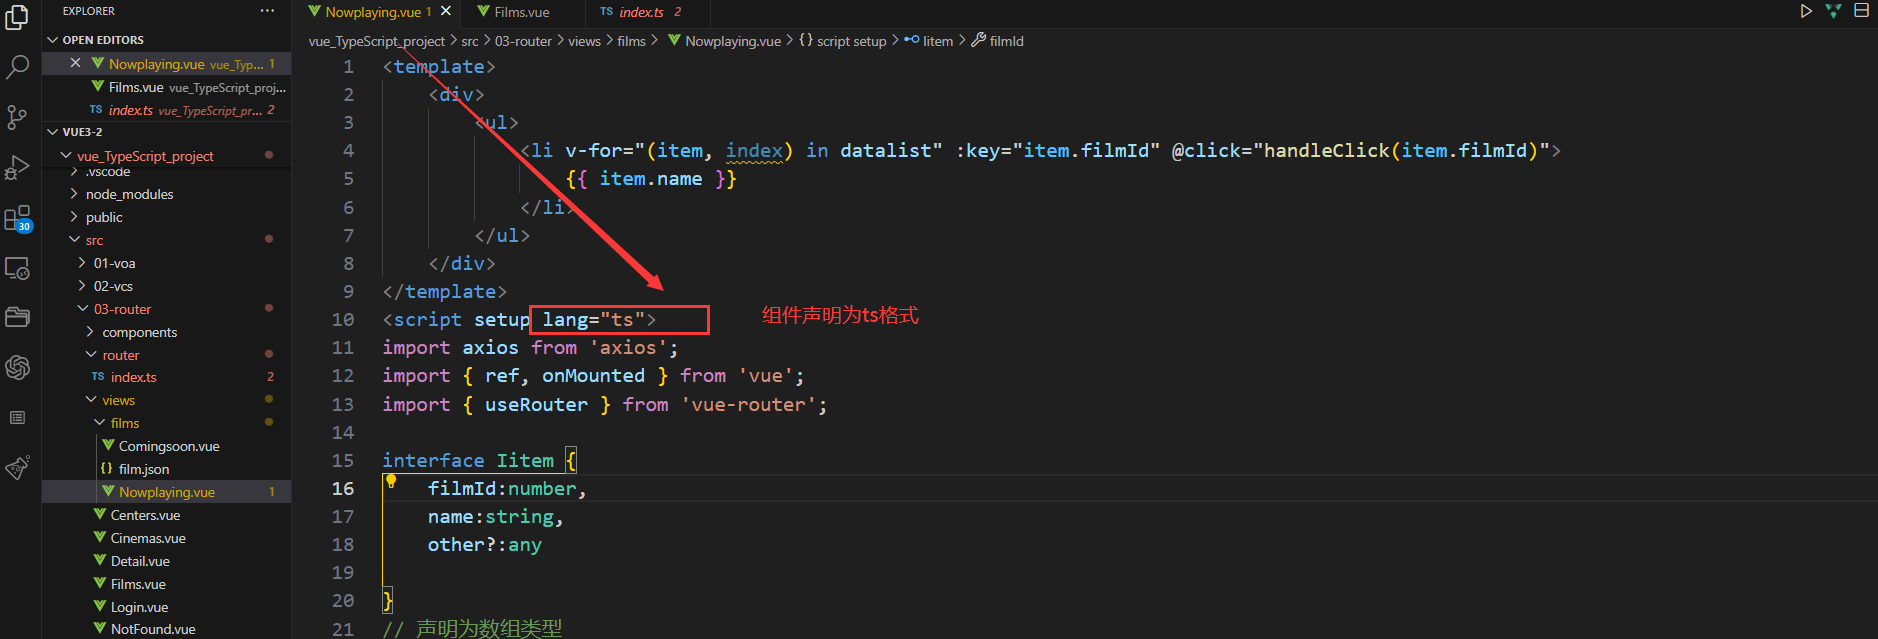 EXPLORER
OPEN EDITORS
Nowplaying.vue vue_Typ... 1
Films.vue vue_TypeScript_proj...
TS index.ts vue_TypeScript_pr... 2
VUE3-2
vue_TypeScript_project
.vscode
node_modules
public
src
01-voa
02-vcs
03-router
components
router
TS index.ts 2
views
films
Comingsoon.vue
{} film.json
Nowplaying.vue 1
Centers.vue
Cinemas.vue
Detail.vue
Films.vue
Login.vue
NotFound.vue
30
Nowplaying.vue 1
Films.vue
TS index.ts 2
vue_TypeScript_project > src > 03-router > views > films > Nowplaying.vue > {} script setup > Iitem > filmId
1 <template>
2 <div>
3 <ul>
4 <li v-for="(item, index) in datalist" :key="item.filmId" @click="handleClick(item.filmId)">
5 {{ item.name }}
6 </li>
7 </ul>
8 </div>
9 </template>
10 <script setup lang="ts">
组件声明为ts格式
11 import axios from 'axios';
12 import { ref, onMounted } from 'vue';
13 import { useRouter } from 'vue-router';
14
15 interface Iitem {
16 filmId:number,
17 name:string,
18 other?:any
19
20 }
21 // 声明为数组类型